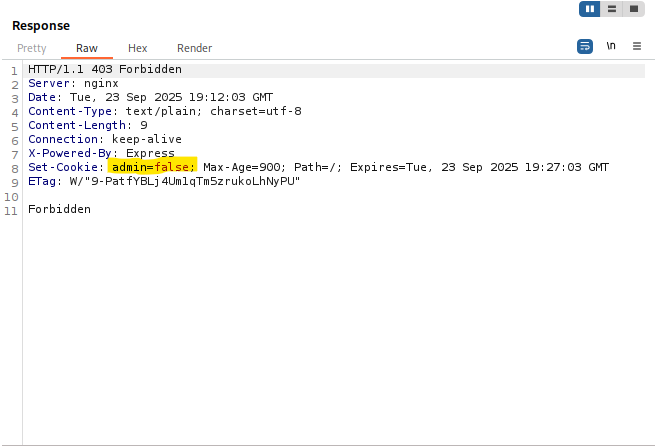 Response
Pretty Raw Hex Render
\n
1 HTTP/1.1 403 Forbidden
2 Server: nginx
3 Date: Tue, 23 Sep 2025 19:12:03 GMT
4 Content-Type: text/plain; charset=utf-8
5 Content-Length: 9
6 Connection: keep-alive
7 X-Powered-By: Express
8 Set-Cookie: admin=false; Max-Age=900; Path=/; Expires=Tue, 23 Sep 2025 19:27:03 GMT
9 ETag: W/"9-PatfYBLj4Um1qTm5zrukoLhNyPU"
10
11 Forbidden